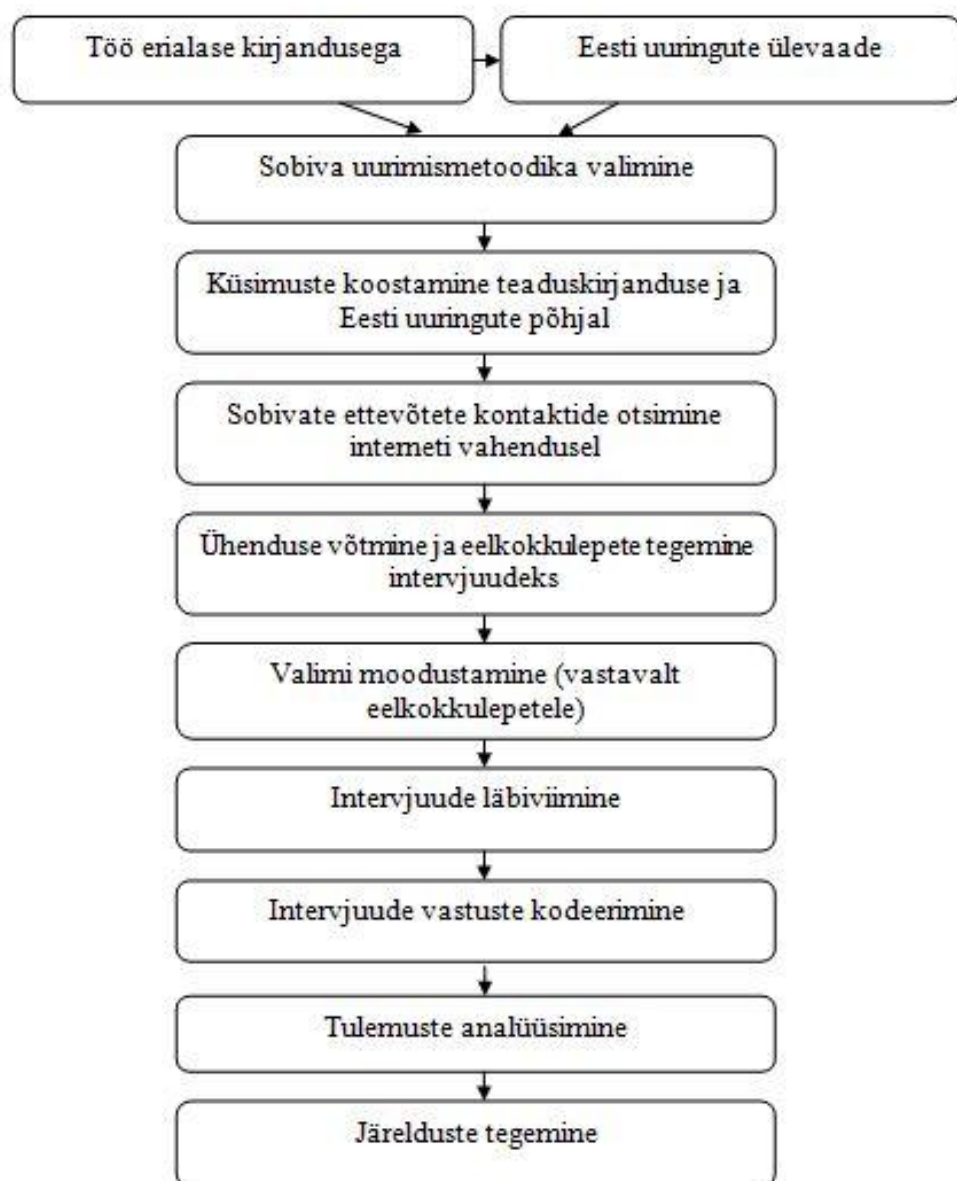 Töö erialase kirjandusega
Eesti uuringute ülevaade
Sobiva uurimismetoodika valimine
Küsimuste koostamine teaduskirjanduse ja
Eesti uuringute põhjal
Sobivate ettevõtete kontaktide otsimine
interneti vahendusel
Ühenduse võtmine ja eelkokkulepete tegemine
intervjuudeks
Valimi moodustamine (vastavalt
eelkokkulepetele)
Intervjuude läbiviimine
Intervjuude vastuste kodeerimine
Tulemuste analüüsimine
Järelduste tegemine